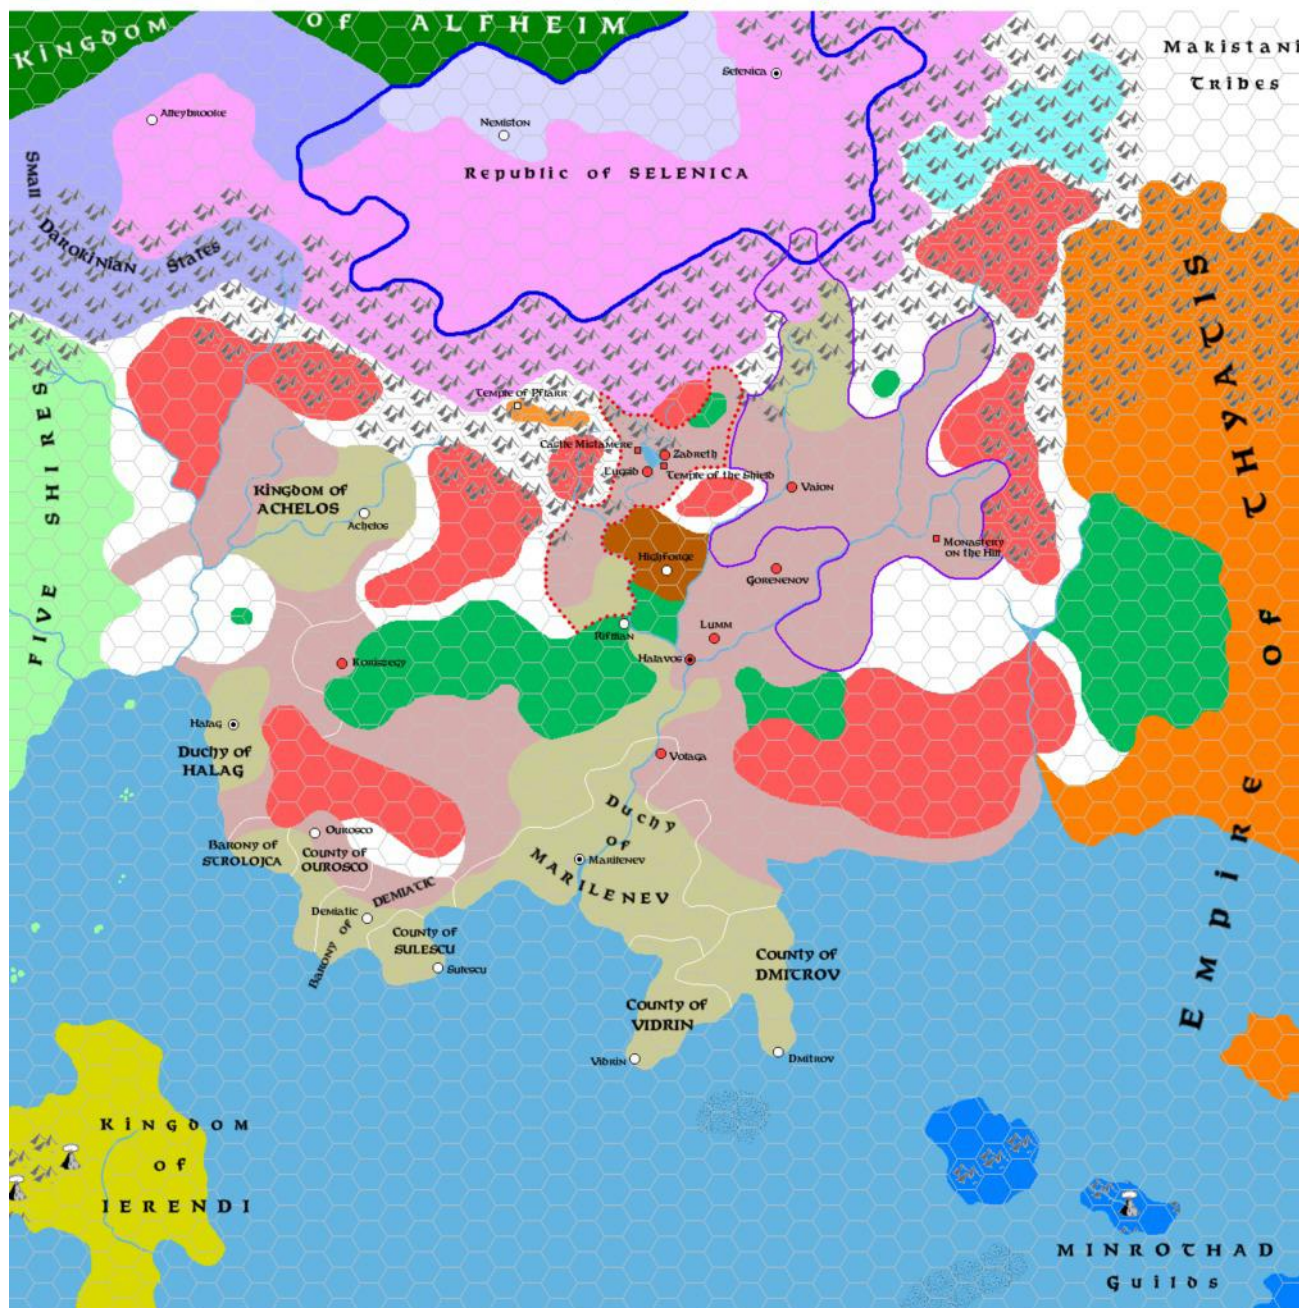 KINGDOM of ALFHEIM
Makistani
Tribes
Selenica
Alfeybrooke
Nemiston
Republic of SELENICA
Small
Darokinian States
EMPIRE of THYATIS
FIVE SHIRES
Temple of Pflarr
Castle Mistamere
Zadreth
Eusdid
Temple of the Shield
KINGDOM of
ACHELOS
Achelos
Vaion
Monastery
on the Hill
Highforge
Gorenenov
Rifllian
Lumm
Halavos
Koriszegy
Halag
Duchy of
HALAG
Volaga
Duchy
of
MARILENEV
Ourosco
Barony of
STROLOJCA
County of
OUROSCO
Marilenev
Barony of DEMIATIC
Demiatic
County of
SULESCU
Sulescu
County of
DMITROV
County of
VIDRIN
Vidrin
Dmitrov
KINGDOM
of
IERENDI
MINROTHAD
Guilds